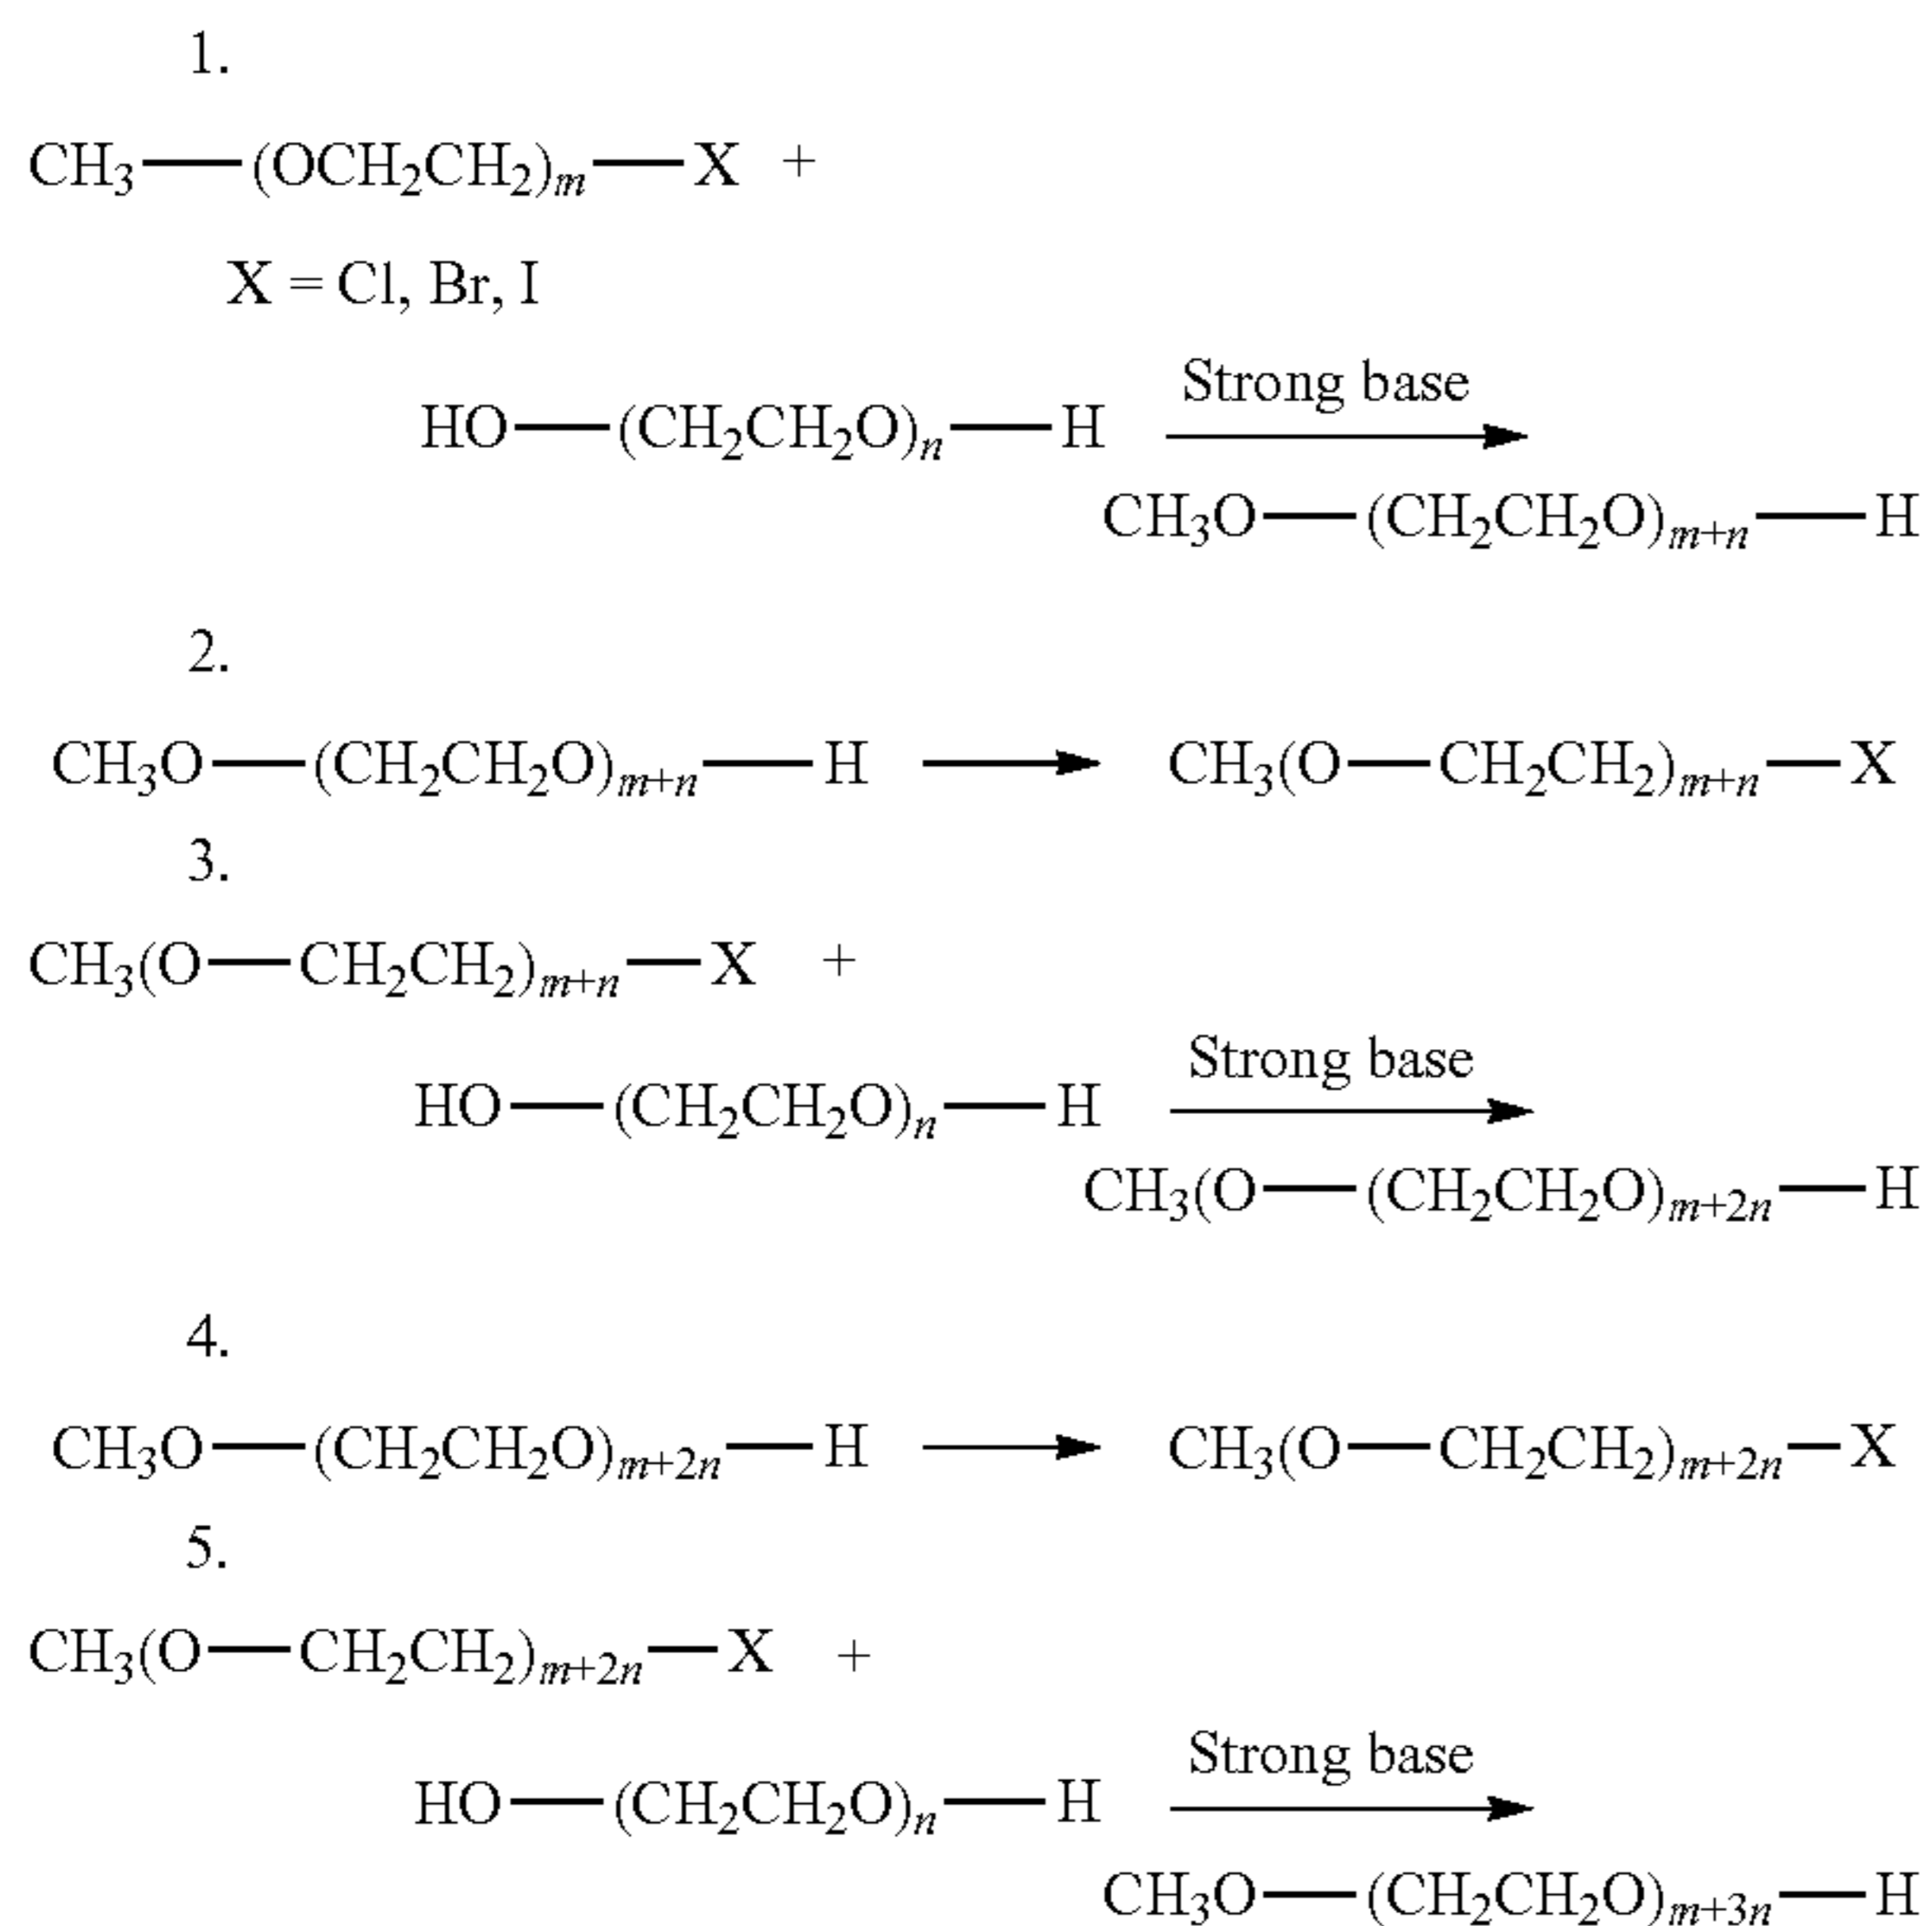 1.
CH₃—(OCH₂CH₂)ₘ—X +
X = Cl, Br, I
Strong base
HO—(CH₂CH₂O)ₙ—H ⟶
CH₃O—(CH₂CH₂O)ₘ₊ₙ—H
2.
CH₃O—(CH₂CH₂O)ₘ₊ₙ—H ⟶ CH₃(O—CH₂CH₂)ₘ₊ₙ—X
3.
CH₃(O—CH₂CH₂)ₘ₊ₙ—X +
Strong base
HO—(CH₂CH₂O)ₙ—H ⟶
CH₃(O—(CH₂CH₂O)ₘ₊₂ₙ—H
4.
CH₃O—(CH₂CH₂O)ₘ₊₂ₙ—H ⟶ CH₃(O—CH₂CH₂)ₘ₊₂ₙ—X
5.
CH₃(O—CH₂CH₂)ₘ₊₂ₙ—X +
Strong base
HO—(CH₂CH₂O)ₙ—H ⟶
CH₃O—(CH₂CH₂O)ₘ₊₃ₙ—H